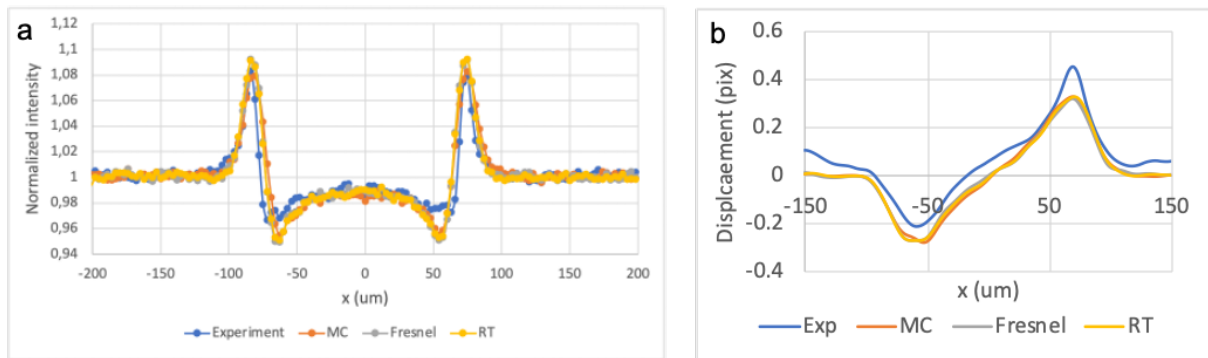 a
1,12
1,1
1,08
1,06
1,04
1,02
1
0,98
0,96
0,94
Normalized intensity
-200 -150 -100 -50 0 50 100 150 200
x (um)
Experiment MC Fresnel RT
b
0.6
0.4
0.2
0
-0.2
-0.4
Displcaement (pix)
-150 -50 50 150
x (um)
Exp MC Fresnel RT